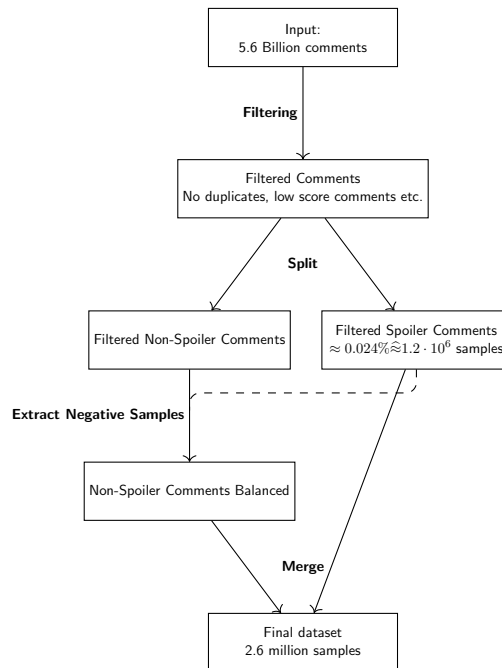 Input:
5.6 Billion comments
Filtering
Filtered Comments
No duplicates, low score comments etc.
Split
Filtered Non-Spoiler Comments
Filtered Spoiler Comments
≈ 0.024%≙≈1.2 · 10⁶ samples
Extract Negative Samples
Non-Spoiler Comments Balanced
Merge
Final dataset
2.6 million samples